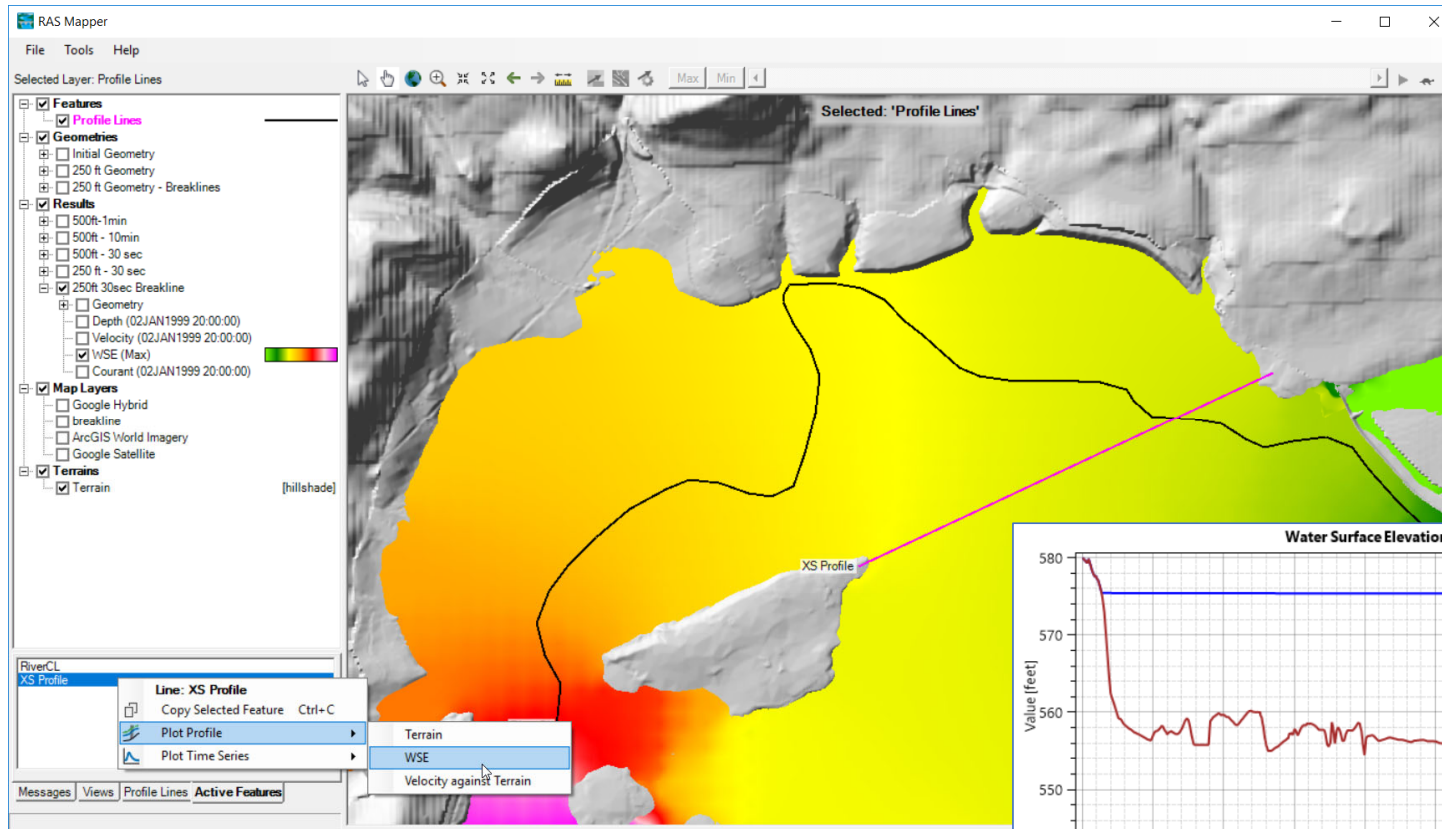 RAS Mapper
File Tools Help
Selected Layer: Profile Lines
Max Min
Features
Profile Lines
Geometries
Initial Geometry
250 ft Geometry
250 ft Geometry - Breaklines
Results
500ft-1min
500ft - 10min
500ft - 30 sec
250 ft - 30 sec
250ft 30sec Breakline
Geometry
Depth (02JAN1999 20:00:00)
Velocity (02JAN1999 20:00:00)
WSE (Max)
Courant (02JAN1999 20:00:00)
Map Layers
Google Hybrid
breakline
ArcGIS World Imagery
Google Satellite
Terrains
Terrain [hillshade]
Selected: 'Profile Lines'
XS Profile
RiverCL
XS Profile
Line: XS Profile
Copy Selected Feature Ctrl+C
Plot Profile
Plot Time Series
Terrain
WSE
Velocity against Terrain
Messages Views Profile Lines Active Features
Water Surface Elevation
Value [feet]
580
570
560
550